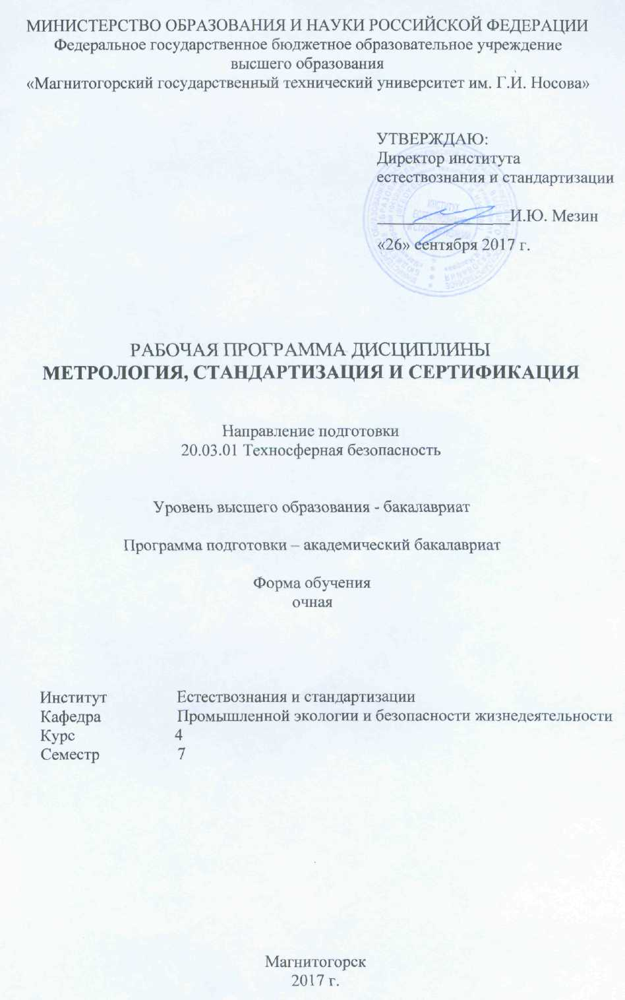 МИНИСТЕРСТВО ОБРАЗОВАНИЯ И НАУКИ РОССИЙСКОЙ ФЕДЕРАЦИИ
Федеральное государственное бюджетное образовательное учреждение
высшего образования
«Магнитогорский государственный технический университет им. Г.И. Носова»
УТВЕРЖДАЮ:
Директор института
естествознания и стандартизации
И.Ю. Мезин
«26» сентября 2017 г.
РАБОЧАЯ ПРОГРАММА ДИСЦИПЛИНЫ
МЕТРОЛОГИЯ, СТАНДАРТИЗАЦИЯ И СЕРТИФИКАЦИЯ
Направление подготовки
20.03.01 Техносферная безопасность
Уровень высшего образования - бакалавриат
Программа подготовки – академический бакалавриат
Форма обучения
очная
Институт Естествознания и стандартизации
Кафедра Промышленной экологии и безопасности жизнедеятельности
Курс 4
Семестр 7
Магнитогорск
2017 г.